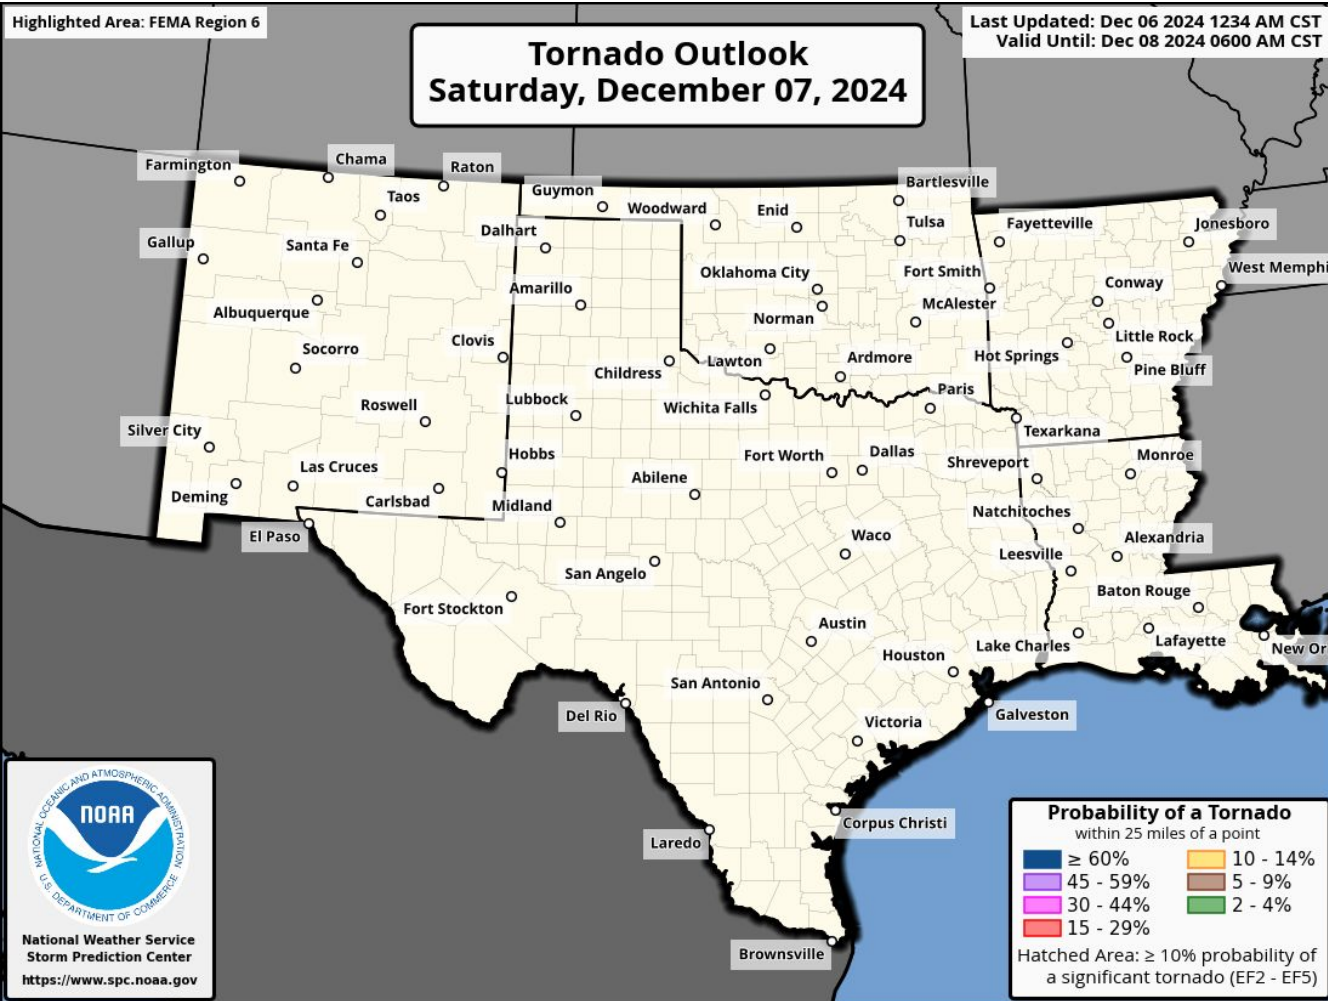 Highlighted Area: FEMA Region 6
Last Updated: Dec 06 2024 1234 AM CST
Valid Until: Dec 08 2024 0600 AM CST
Tornado Outlook
Saturday, December 07, 2024
Farmington
Chama
Raton
Taos
Guymon
Woodward
Enid
Bartlesville
Tulsa
Fayetteville
Jonesboro
Gallup
Santa Fe
Dalhart
Oklahoma City
Fort Smith
West Memphi
Amarillo
McAlester
Conway
Albuquerque
Norman
Socorro
Clovis
Lawton
Ardmore
Hot Springs
Little Rock
Childress
Pine Bluff
Roswell
Lubbock
Wichita Falls
Paris
Silver City
Texarkana
Las Cruces
Hobbs
Fort Worth
Dallas
Shreveport
Monroe
Deming
Carlsbad
Midland
Abilene
Natchitoches
El Paso
Waco
Leesville
Alexandria
San Angelo
Baton Rouge
Fort Stockton
Austin
Lake Charles
Lafayette
New Or
Houston
San Antonio
Del Rio
Victoria
Galveston
Corpus Christi
Laredo
Brownsville
NATIONAL OCEANIC AND ATMOSPHERIC ADMINISTRATION
NOAA
U.S. DEPARTMENT OF COMMERCE
National Weather Service
Storm Prediction Center
https://www.spc.noaa.gov
Probability of a Tornado
within 25 miles of a point
≥ 60%
45 - 59%
30 - 44%
15 - 29%
10 - 14%
5 - 9%
2 - 4%
Hatched Area: ≥ 10% probability of
a significant tornado (EF2 - EF5)